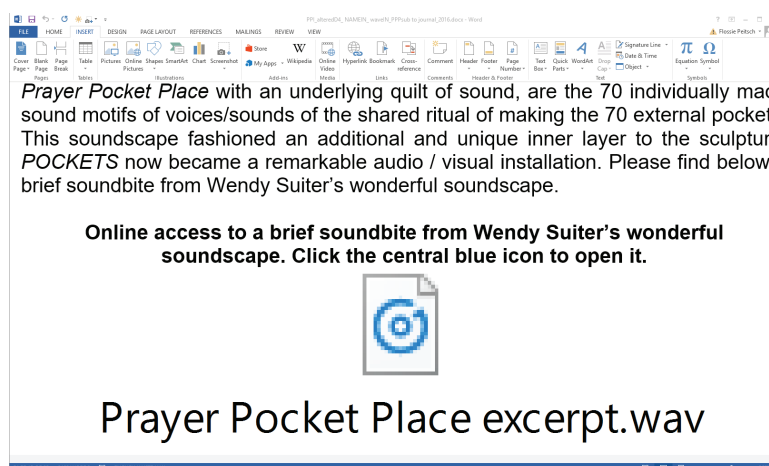 FPI_alteredD4_NAMEIN_ waveIN_FPPsub to journal_2016.docx - Word
FILE HOME INSERT DESIGN PAGE LAYOUT REFERENCES MAILINGS REVIEW VIEW Flossie Peitsch
Cover Page Blank Page Page Break Table Pictures Online Pictures Shapes SmartArt Chart Screenshot Store My Apps Wikipedia Online Video Hyperlink Bookmark Cross-reference Comment Header Footer Page Number Text Box Quick Parts WordArt Drop Cap Signature Line Date & Time Object Equation Symbol
Pages Tables Illustrations Add-ins Media Links Comments Header & Footer Text Symbols
Prayer Pocket Place with an underlying quilt of sound, are the 70 individually mad
sound motifs of voices/sounds of the shared ritual of making the 70 external pocket
This soundscape fashioned an additional and unique inner layer to the sculptur
POCKETS now became a remarkable audio / visual installation. Please find below
brief soundbite from Wendy Suiter's wonderful soundscape.
Online access to a brief soundbite from Wendy Suiter's wonderful
soundscape. Click the central blue icon to open it.
Prayer Pocket Place excerpt.wav